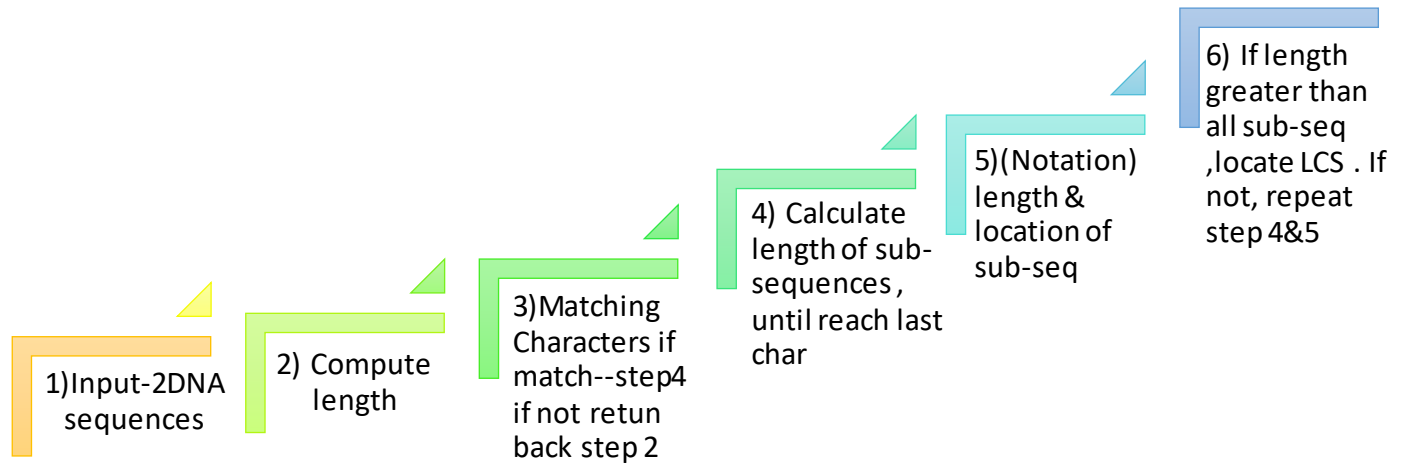 1)Input-2DNA
sequences
2) Compute
length
3)Matching
Characters if
match--step4
if not retun
back step 2
4) Calculate
length of sub-
sequences ,
until reach last
char
5)(Notation)
length &
location of
sub-seq
6) If length
greater than
all sub-seq
,locate LCS . If
not, repeat
step 4&5